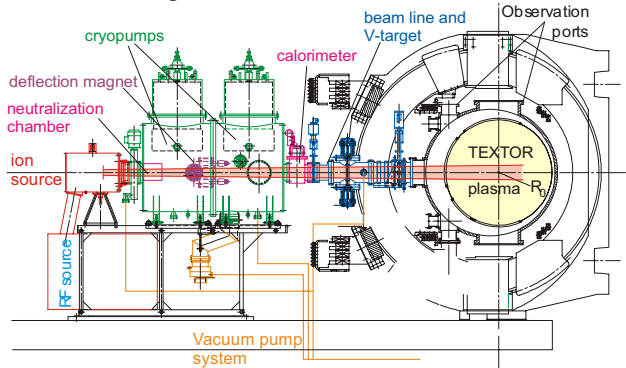 beam line and
V-target
Observation
ports
cryopumps
calorimeter
deflection magnet
neutralization
chamber
ion
source
TEXTOR
plasma
R0
RF source
Vacuum pump
system